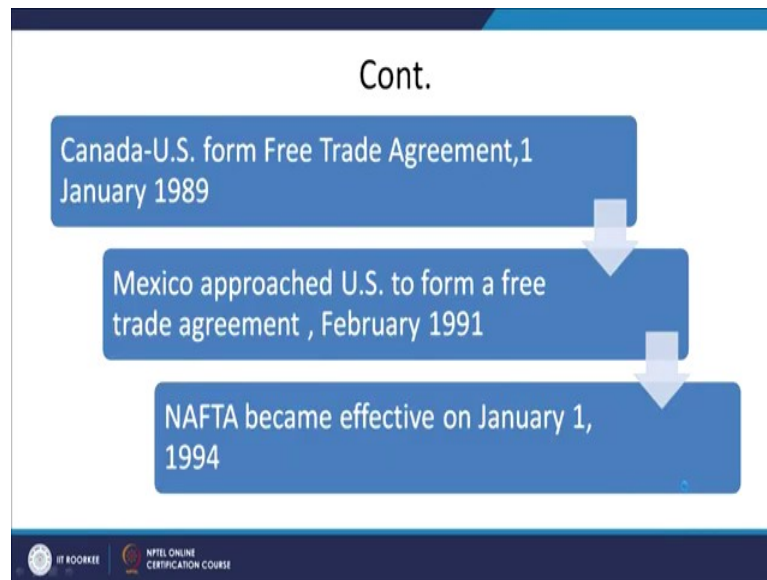 Cont.
Canada-U.S. form Free Trade Agreement,1
January 1989
Mexico approached U.S. to form a free
trade agreement , February 1991
NAFTA became effective on January 1,
1994
IIT ROORKEE
NPTEL ONLINE
CERTIFICATION COURSE